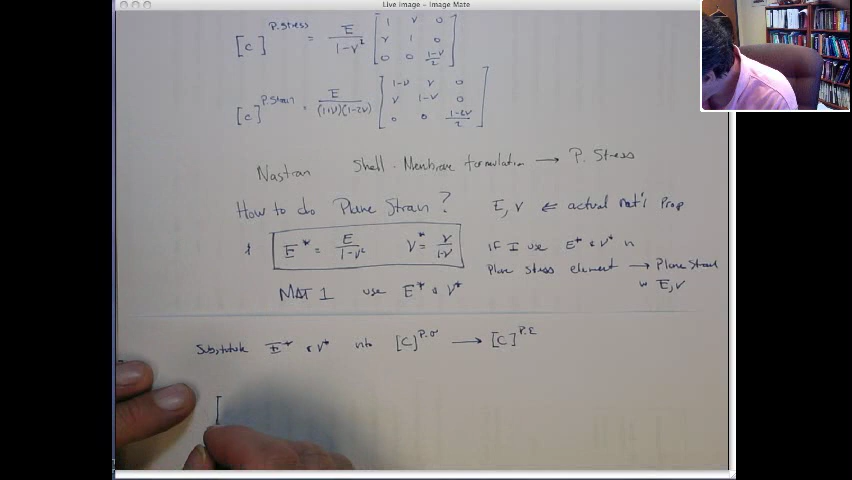 Live Image - Image Mate
[C]^P.Stress = E/(1-ν²) [1 ν 0; ν 1 0; 0 0 (1-ν)/2]
[C]^P.Strain = E/((1+ν)(1-2ν)) [1-ν ν 0; ν 1-ν 0; 0 0 (1-2ν)/2]
Nastran Shell - Membrane formulation → P. Stress
How to do Plane Strain? E, ν ← actual mat'l Prop
E* = E/(1-ν²) ν* = ν/(1-ν)
MAT 1 use E* & ν*
If I use E* & ν* in
Plane stress element → Plane Strain
w E, ν
Substitute E* & ν* into [C]^P.σ → [C]^P.ε
[